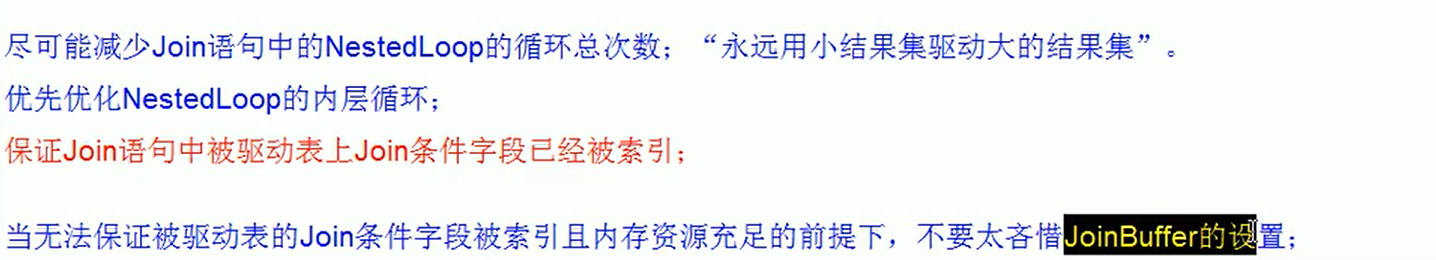 尽可能减少Join语句中的NestedLoop的循环总次数；“永远用小结果集驱动大的结果集”。
优先优化NestedLoop的内层循环；
保证Join语句中被驱动表上Join条件字段已经被索引；
当无法保证被驱动表的Join条件字段被索引且内存资源充足的前提下，不要太吝惜JoinBuffer的设置；